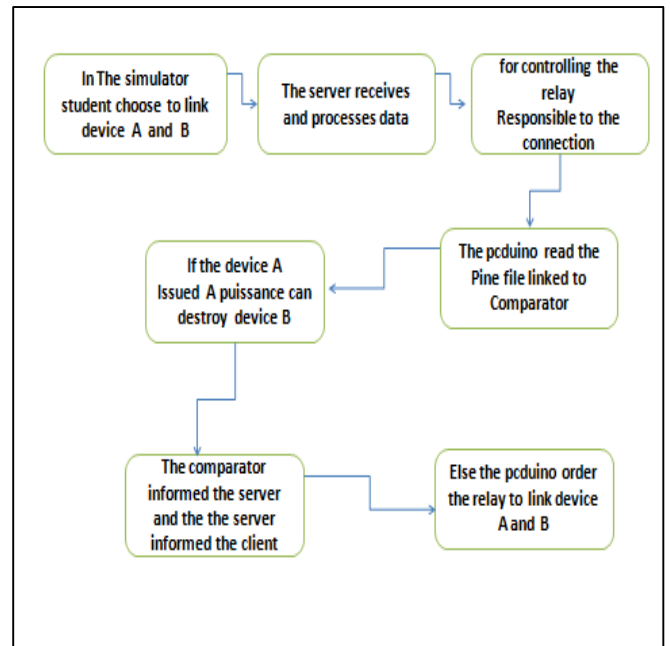 In The simulator
student choose to link
device A and B
The server receives
and processes data
for controlling the
relay
Responsible to the
connection
The pcduino read the
Pine file linked to
Comparator
If the device A
Issued A puissance can
destroy device B
The comparator
informed the server
and the the server
informed the client
Else the pcduino order
the relay to link device
A and B